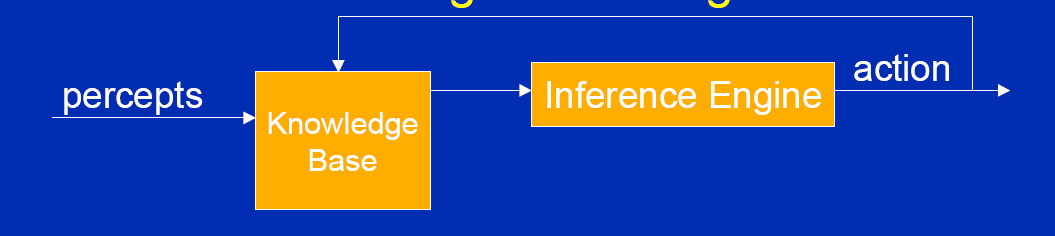 percepts
Knowledge
Base
Inference Engine
action